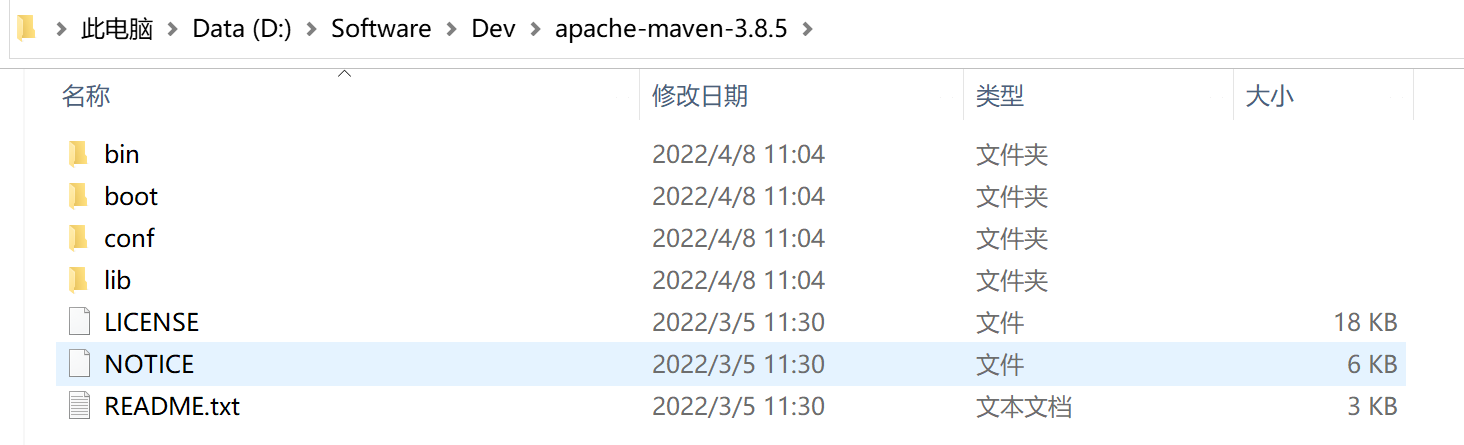 此电脑 Data (D:) Software Dev apache-maven-3.8.5
名称 修改日期 类型 大小
bin 2022/4/8 11:04 文件夹
boot 2022/4/8 11:04 文件夹
conf 2022/4/8 11:04 文件夹
lib 2022/4/8 11:04 文件夹
LICENSE 2022/3/5 11:30 文件 18 KB
NOTICE 2022/3/5 11:30 文件 6 KB
README.txt 2022/3/5 11:30 文本文档 3 KB